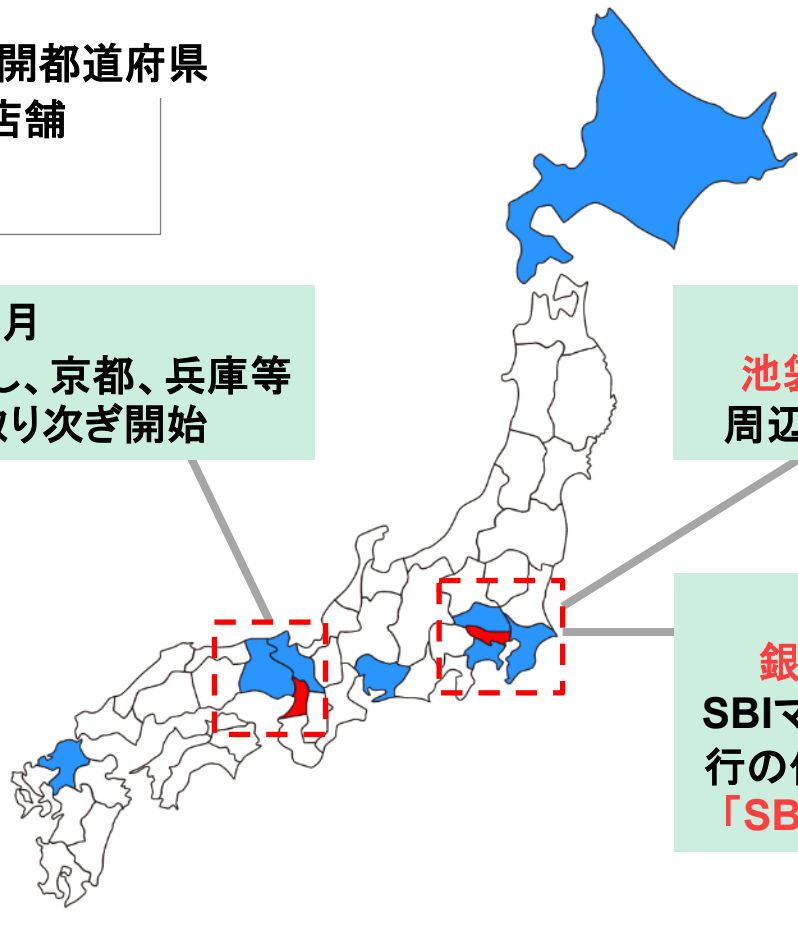 開都道府県
店舗
月
し、京都、兵庫等
り次ぎ開始
池袋
周辺
銀
SBIマ
行の
「SB